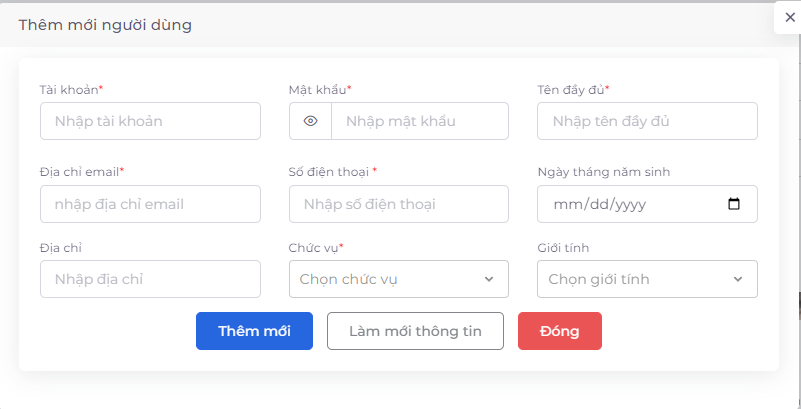 Thêm mới người dùng
Tài khoản* Mật khẩu* Tên đầy đủ*
Nhập tài khoản Nhập mật khẩu Nhập tên đầy đủ
Địa chỉ email* Số điện thoại * Ngày tháng năm sinh
nhập địa chỉ email Nhập số điện thoại mm/dd/yyyy
Địa chỉ Chức vụ* Giới tính
Nhập địa chỉ Chọn chức vụ Chọn giới tính
Thêm mới Làm mới thông tin Đóng